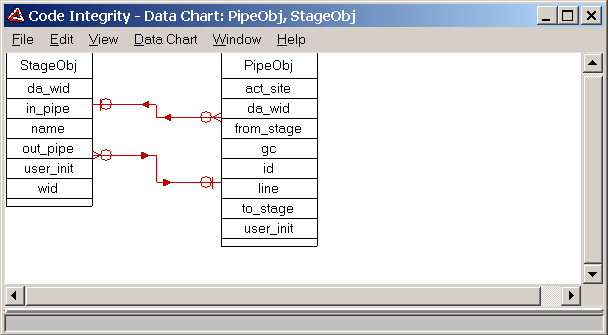 Code Integrity - Data Chart: PipeObj, StageObj
File Edit View Data Chart Window Help
StageObj
da_wid
in_pipe
name
out_pipe
user_init
wid
PipeObj
act_site
da_wid
from_stage
gc
id
line
to_stage
user_init